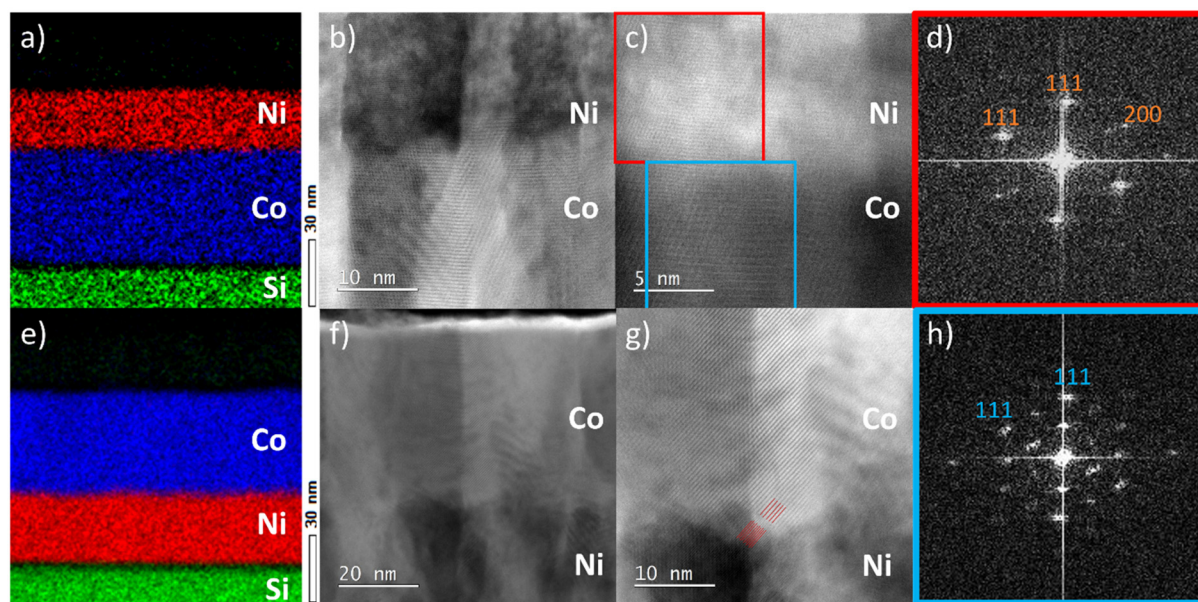 a)
Ni
Co
Si
30 nm
b)
Ni
Co
10 nm
c)
Ni
Co
5 nm
d)
111
111
200
e)
Co
Ni
Si
30 nm
f)
Co
Ni
20 nm
g)
Co
Ni
10 nm
h)
111
111